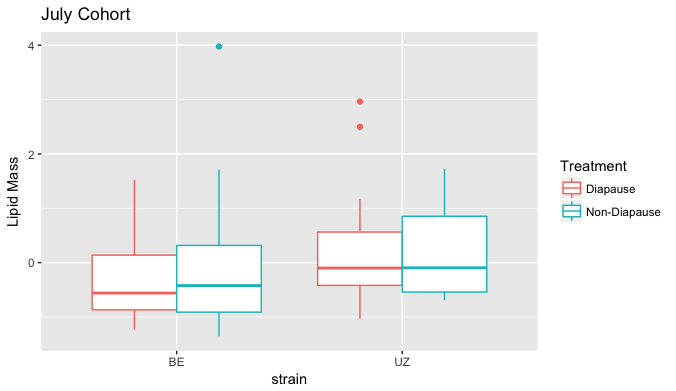 July Cohort
Lipid Mass
4
2
0
BE
UZ
strain
Treatment
Diapause
Non-Diapause